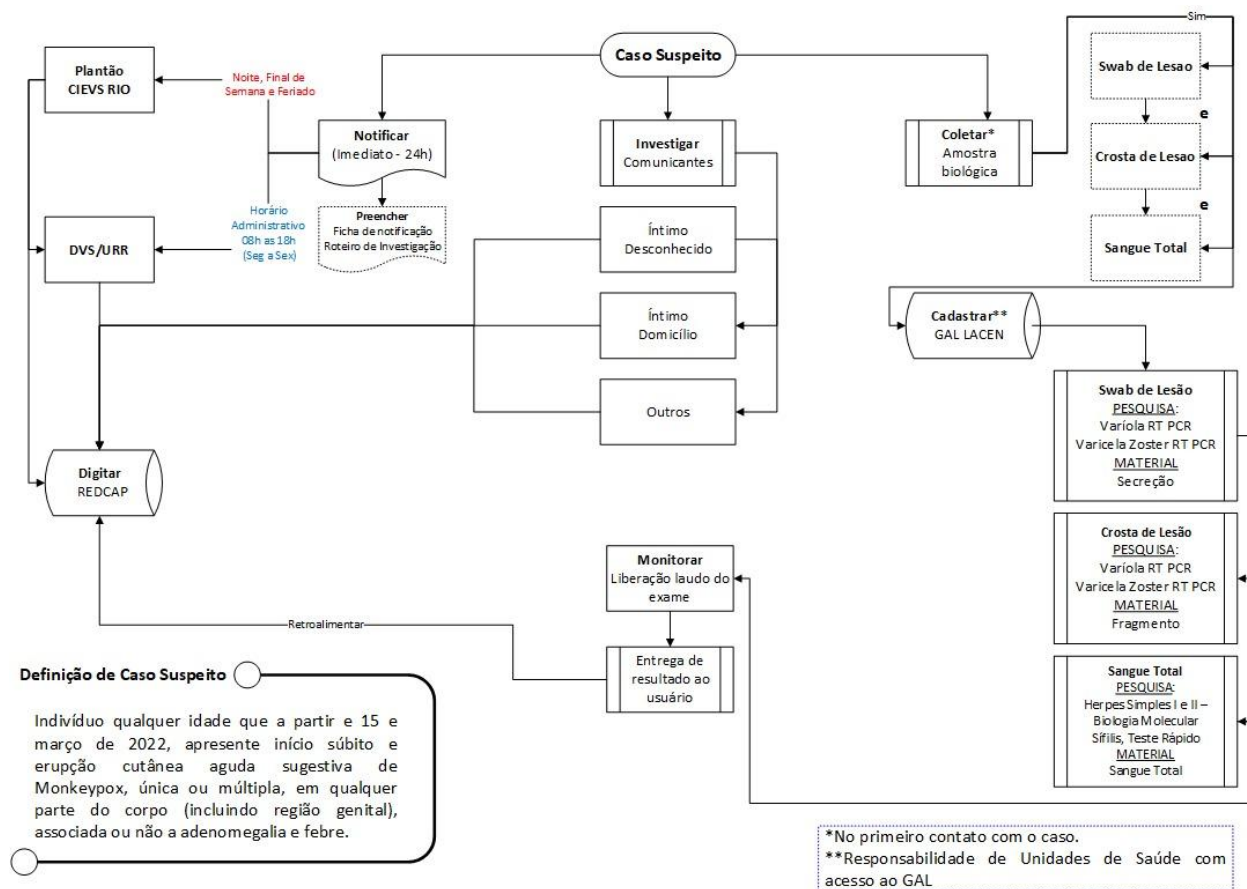 Sim
Caso Suspeito
Plantão
CIEVS RIO
Noite, Final de
Semana e Feriado
Notificar
(Imediato - 24h)
Investigar
Comunicantes
Coletar*
Amostra
biológica
Swab de Lesao
e
Crosta de Lesao
e
Sangue Total
Horário
Administrativo
08h as 18h
(Seg a Sex)
Preencher
Ficha de notificação
Roteiro de Investigação
DVS/URR
Íntimo
Desconhecido
Íntimo
Domicílio
Outros
Cadastrar**
GAL LACEN
Swab de Lesão
PESQUISA:
Varíola RT PCR
Varicela Zoster RT PCR
MATERIAL
Secreção
Crosta de Lesão
PESQUISA:
Varíola RT PCR
Varicela Zoster RT PCR
MATERIAL
Fragmento
Sangue Total
PESQUISA:
Herpes Simples I e II –
Biologia Molecular
Sífilis, Teste Rápido
MATERIAL
Sangue Total
Digitar
REDCAP
Monitorar
Liberação laudo do
exame
Retroalimentar
Entrega de
resultado ao
usuário
Definição de Caso Suspeito
Indivíduo qualquer idade que a partir e 15 e
março de 2022, apresente início súbito e
erupção cutânea aguda sugestiva de
Monkeypox, única ou múltipla, em qualquer
parte do corpo (incluindo região genital),
associada ou não a adenomegalia e febre.
*No primeiro contato com o caso.
**Responsabilidade de Unidades de Saúde com
acesso ao GAL